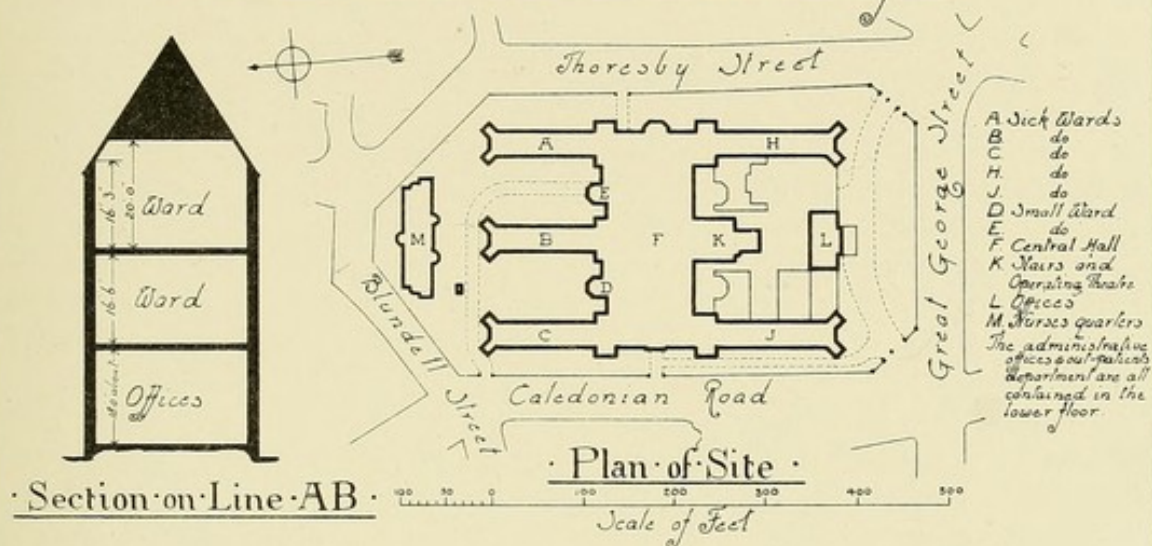 Thoresby Street
Great George Street
Blundell Street
Caledonian Road
A
H
E
M
B
F
K
L
D
C
J
Ward
16.3
20.0
Ward
16.6
Offices
A. Sick Wards
B. do
C. do
H. do
J. do
D. Small Ward
E. do
F. Central Hall
K. Stairs and
Operating Theatre
L. Offices
M. Nurses quarters
The administrative
offices & out-patients
department are all
contained in the
lower floor.
· Section · on · Line · AB ·
· Plan · of · Site ·
100 50 0 100 200 300 400 500
Scale of Feet